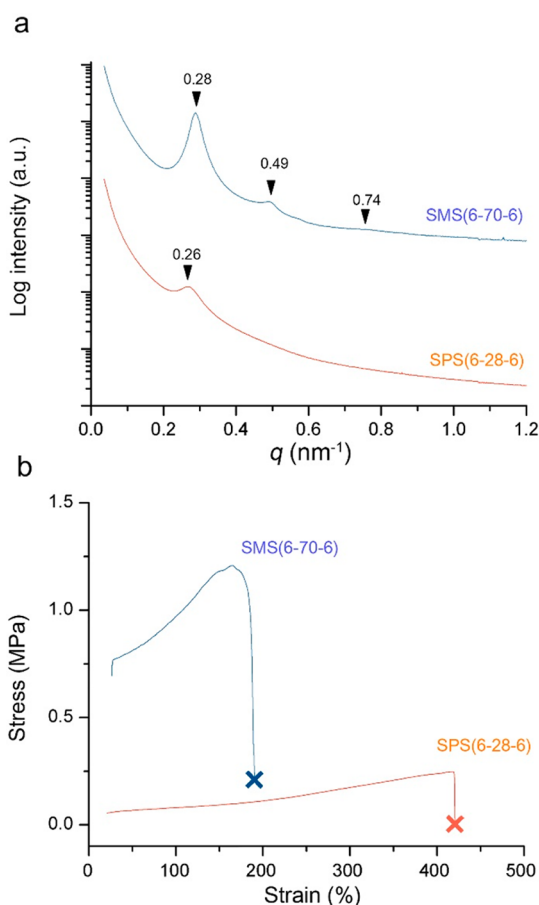 a
Log intensity (a.u.)
0.28
0.49
0.74
SMS(6-70-6)
0.26
SPS(6-28-6)
0.0 0.2 0.4 0.6 0.8 1.0 1.2
q (nm⁻¹)
b
1.5
SMS(6-70-6)
1.0
Stress (MPa)
0.5
SPS(6-28-6)
0.0
0 100 200 300 400 500
Strain (%)